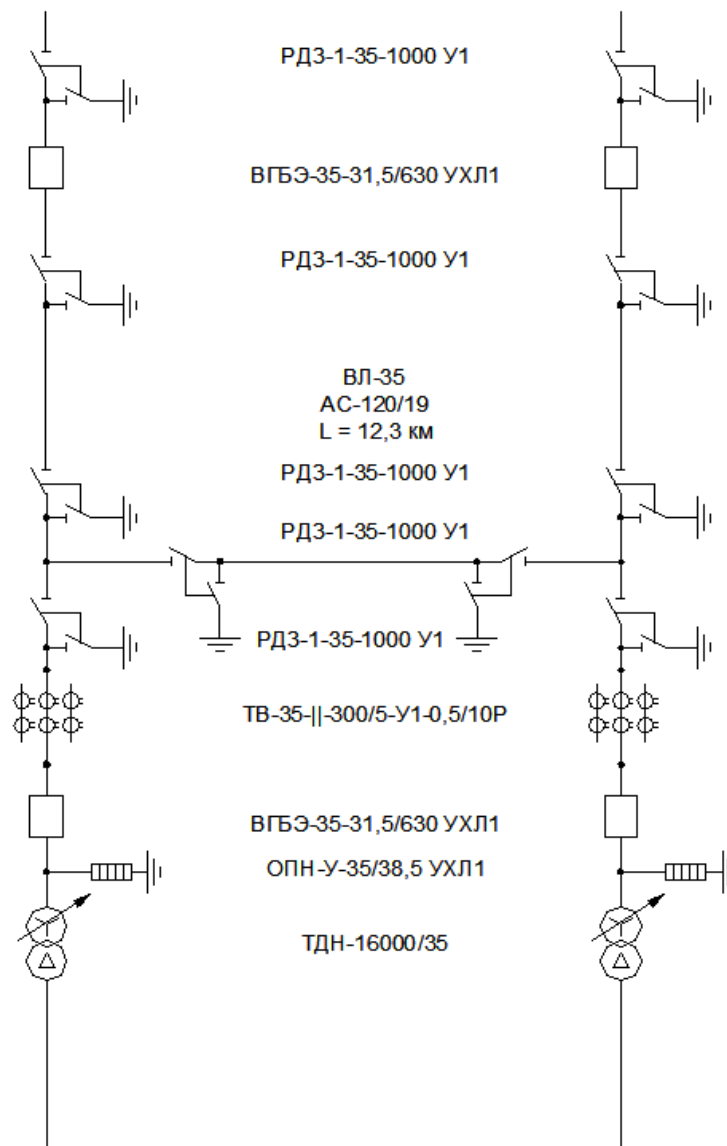 РДЗ-1-35-1000 У1
ВГБЭ-35-31,5/630 УХЛ1
РДЗ-1-35-1000 У1
ВЛ-35
АС-120/19
L = 12,3 км
РДЗ-1-35-1000 У1
РДЗ-1-35-1000 У1
РДЗ-1-35-1000 У1
ТВ-35-||-300/5-У1-0,5/10Р
ВГБЭ-35-31,5/630 УХЛ1
ОПН-У-35/38,5 УХЛ1
ТДН-16000/35